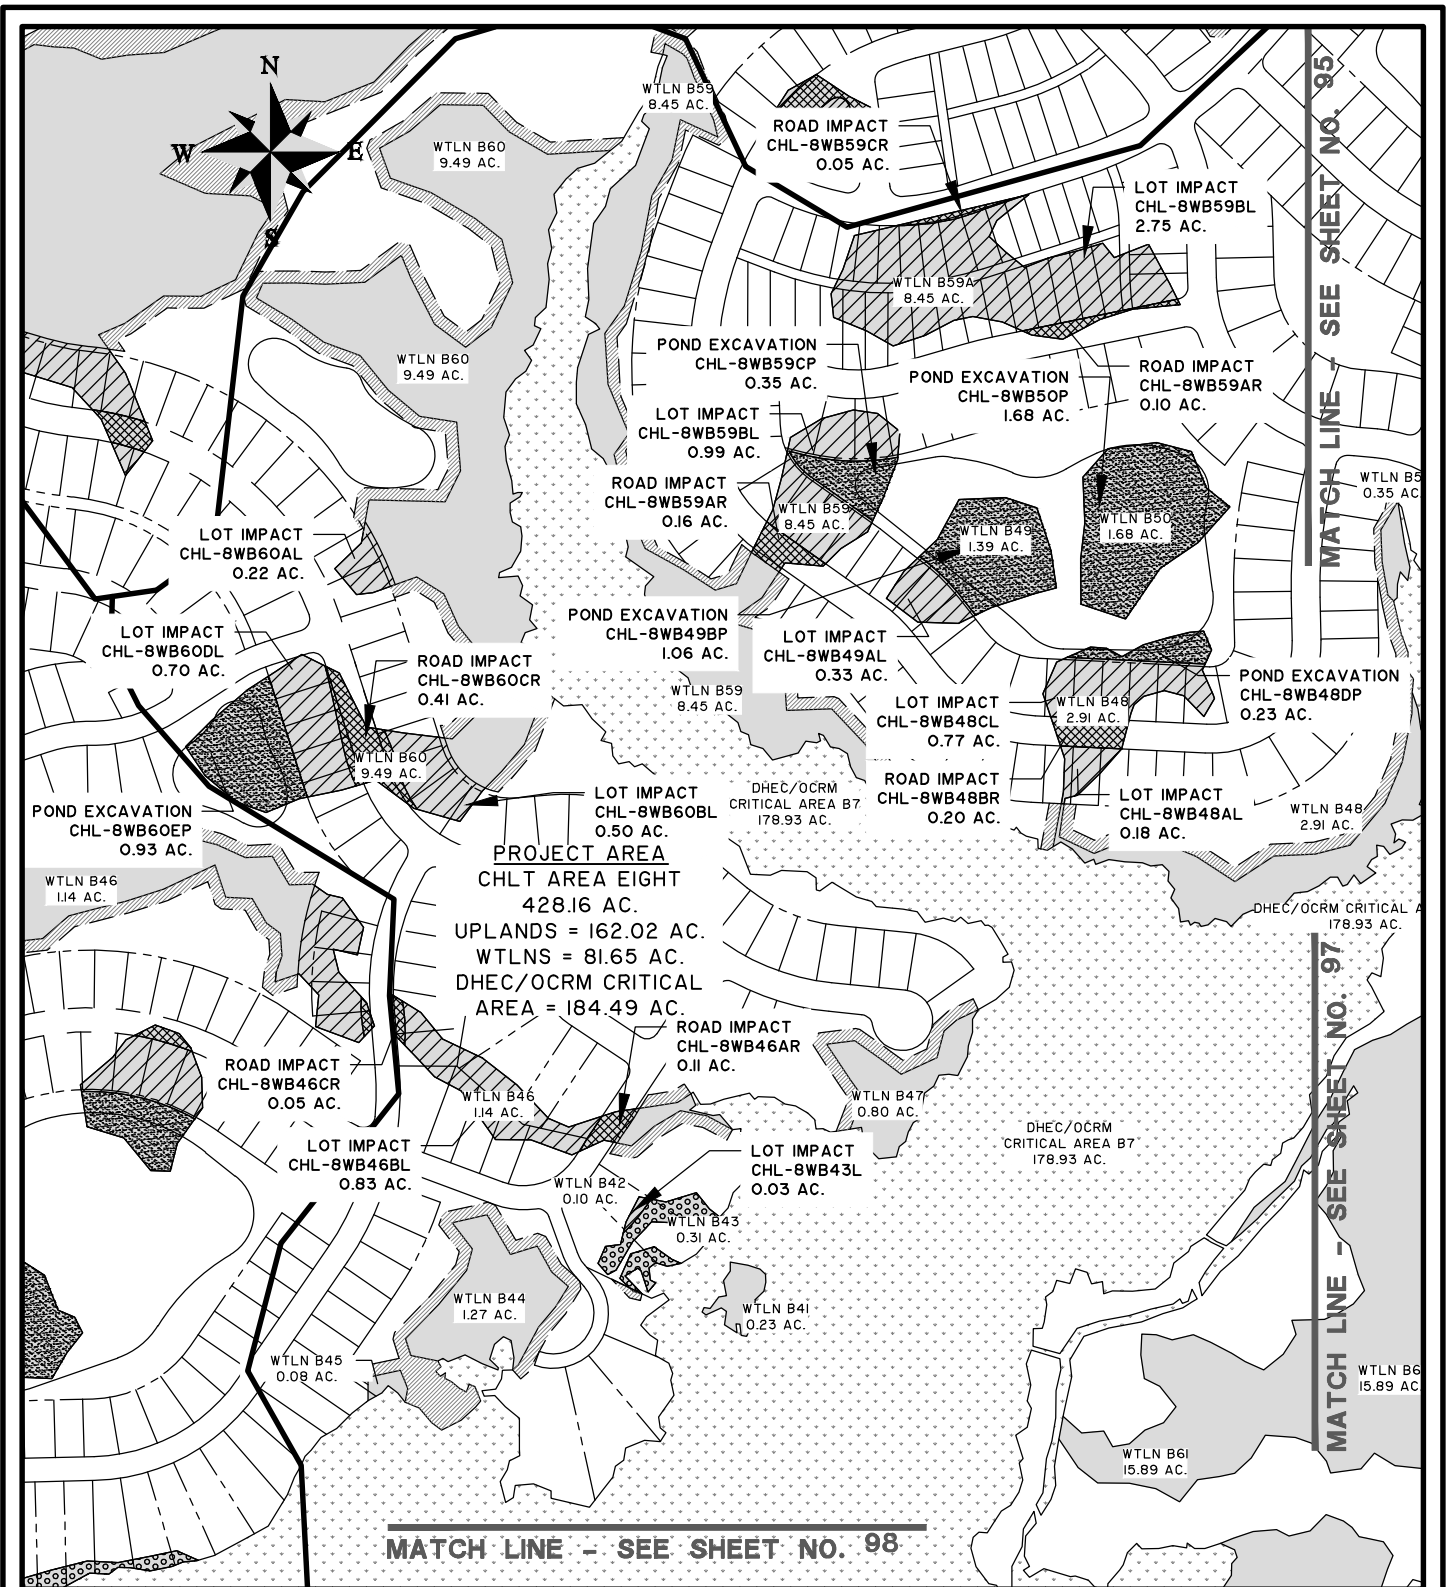 N
W
E
S
WTLN B59
8.45 AC.
WTLN B60
9.49 AC.
ROAD IMPACT
CHL-8WB59CR
0.05 AC.
LOT IMPACT
CHL-8WB59BL
2.75 AC.
MATCH LINE - SEE SHEET NO. 95
WTLN B59A
8.45 AC.
WTLN B60
9.49 AC.
POND EXCAVATION
CHL-8WB59CP
0.35 AC.
POND EXCAVATION
CHL-8WB50P
1.68 AC.
ROAD IMPACT
CHL-8WB59AR
0.10 AC.
LOT IMPACT
CHL-8WB59BL
0.99 AC.
ROAD IMPACT
CHL-8WB59AR
0.16 AC.
WTLN B59
8.45 AC.
WTLN B49
1.39 AC.
WTLN B50
1.68 AC.
WTLN B5
0.35 AC.
LOT IMPACT
CHL-8WB60AL
0.22 AC.
POND EXCAVATION
CHL-8WB49BP
1.06 AC.
LOT IMPACT
CHL-8WB49AL
0.33 AC.
LOT IMPACT
CHL-8WB60DL
0.70 AC.
ROAD IMPACT
CHL-8WB60CR
0.41 AC.
WTLN B59
8.45 AC.
LOT IMPACT
CHL-8WB48CL
0.77 AC.
WTLN B48
2.91 AC.
POND EXCAVATION
CHL-8WB48DP
0.23 AC.
WTLN B60
9.49 AC.
POND EXCAVATION
CHL-8WB60EP
0.93 AC.
LOT IMPACT
CHL-8WB60BL
0.50 AC.
DHEC/OCRM
CRITICAL AREA B7
178.93 AC.
ROAD IMPACT
CHL-8WB48BR
0.20 AC.
LOT IMPACT
CHL-8WB48AL
0.18 AC.
WTLN B48
2.91 AC.
WTLN B46
1.14 AC.
PROJECT AREA
CHLT AREA EIGHT
428.16 AC.
UPLANDS = 162.02 AC.
WTLNS = 81.65 AC.
DHEC/OCRM CRITICAL
AREA = 184.49 AC.
DHEC/OCRM CRITICAL A
178.93 AC.
MATCH LINE - SEE SHEET NO. 97
ROAD IMPACT
CHL-8WB46AR
0.11 AC.
ROAD IMPACT
CHL-8WB46CR
0.05 AC.
WTLN B46
1.14 AC.
WTLN B47
0.80 AC.
DHEC/OCRM
CRITICAL AREA B7
178.93 AC.
LOT IMPACT
CHL-8WB46BL
0.83 AC.
LOT IMPACT
CHL-8WB43L
0.03 AC.
WTLN B42
0.10 AC.
WTLN B43
0.31 AC.
WTLN B44
1.27 AC.
WTLN B41
0.23 AC.
WTLN B45
0.08 AC.
WTLN B6
15.89 AC.
WTLN B61
15.89 AC.
MATCH LINE - SEE SHEET NO. 98